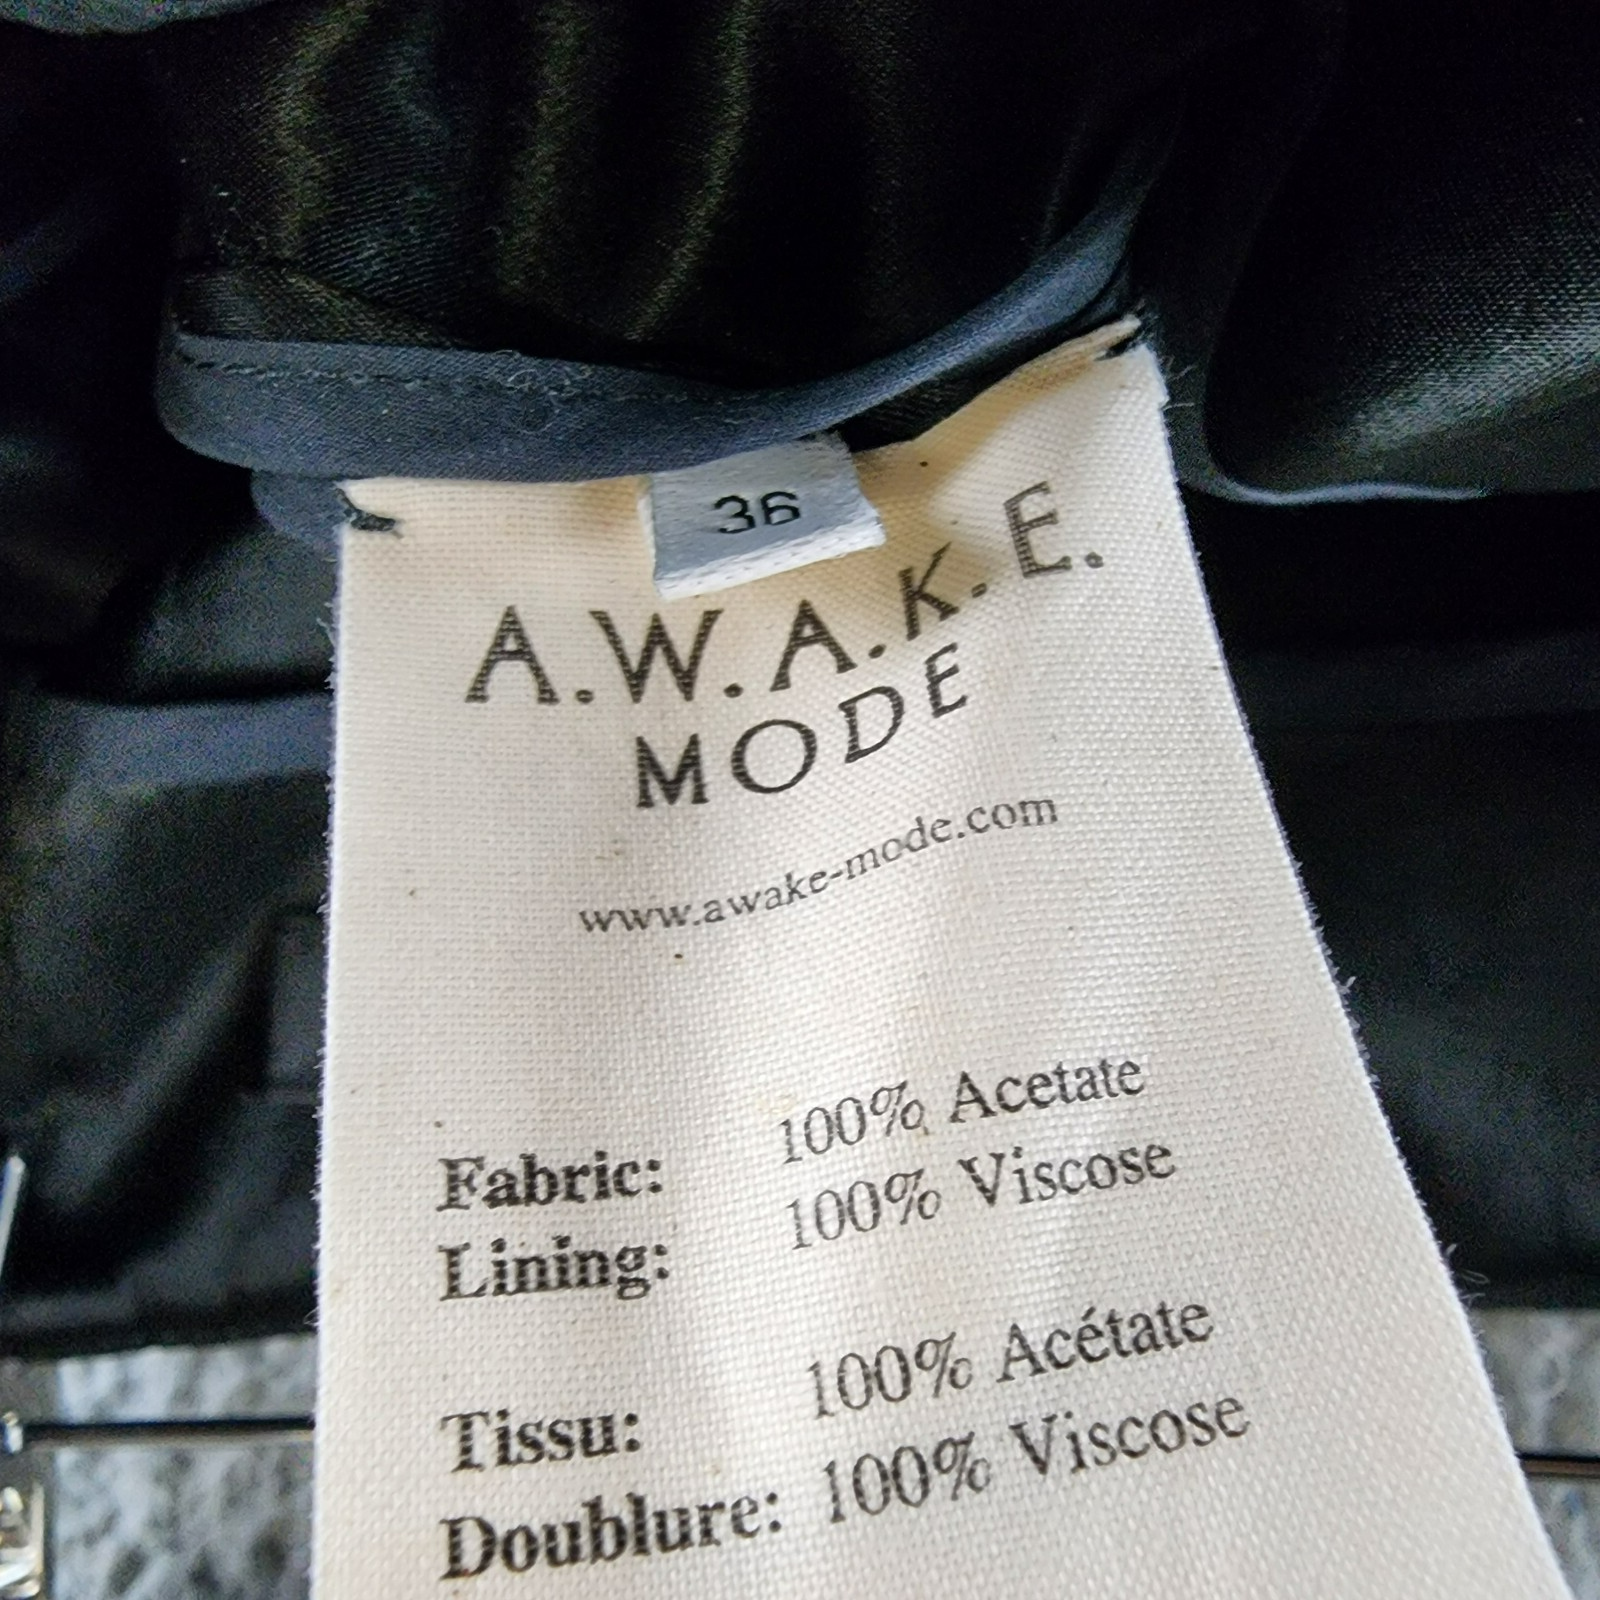 36
A.W.A.K.E.
MODE
www.awake-mode.com
Fabric: 100% Acetate
Lining: 100% Viscose
Tissu: 100% Acétate
Doublure: 100% Viscose